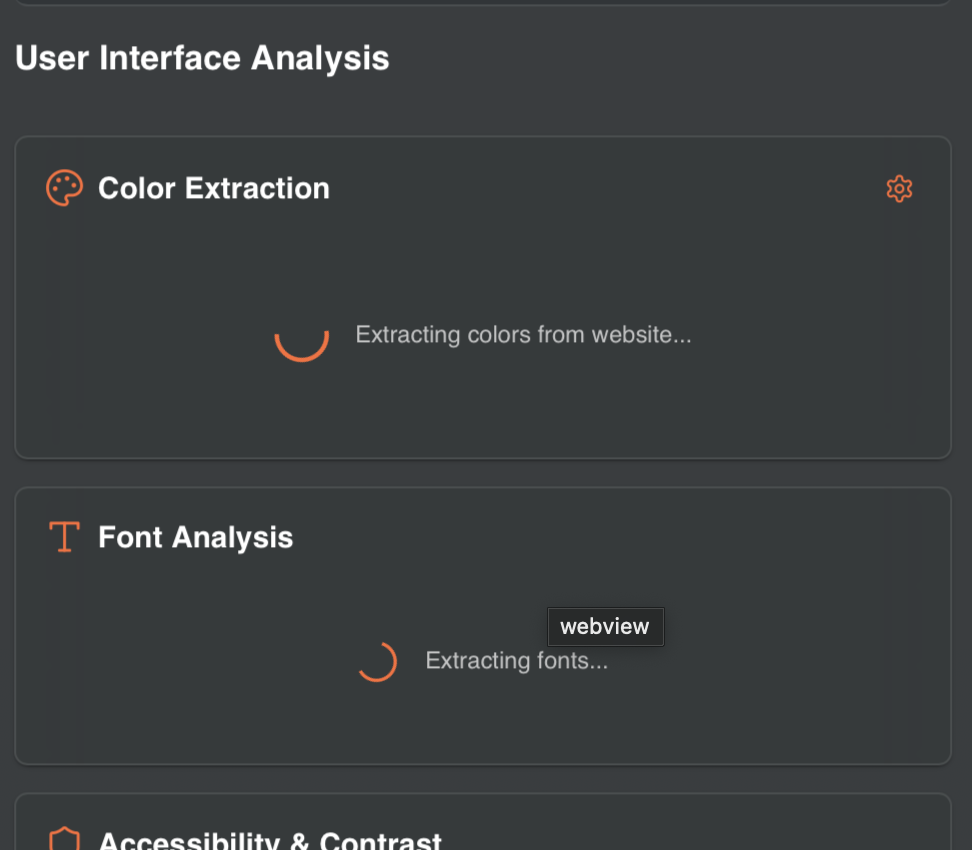 User Interface Analysis
Color Extraction
Extracting colors from website...
Font Analysis
webview
Extracting fonts...
Accessibility & Contrast